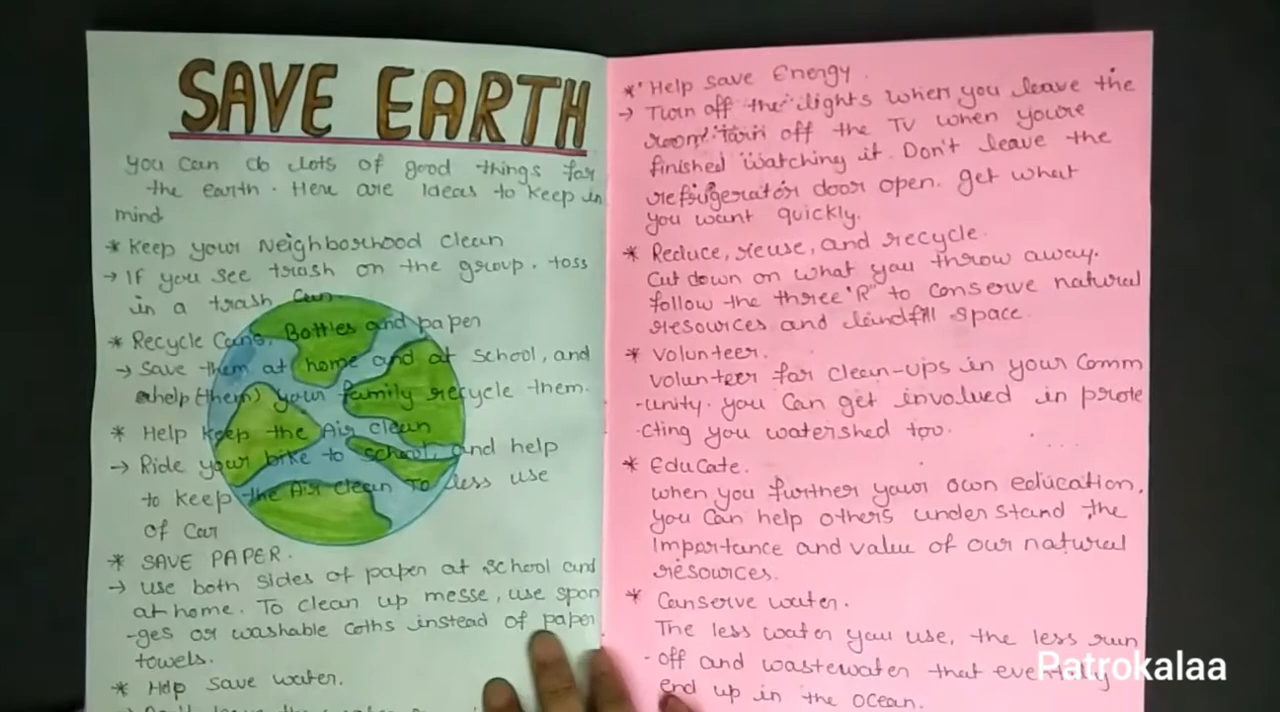 SAVE EARTH
you can do lots of good things for
the earth. Here are Ideas to keep in
mind
* Keep your Neighborhood clean
→ If you see trash on the group, toss
in a trash can.
* Recycle Cans, Bottles and paper
→ Save them at home and at school, and
help (them) your family recycle them.
* Help keep the Air clean
→ Ride your bike to school, and help
to keep the Air clean To less use
of Car
* SAVE PAPER.
→ use both sides of paper at school and
at home. To clean up messe, use spon
-ges or washable coths instead of paper
towels.
* Help save water.
* Help save Energy.
→ Turn off the lights when you leave the
room turn off the TV when you're
finished watching it. Don't leave the
refrigerator door open. get what
you want quickly.
* Reduce, reuse, and recycle.
Cut down on what you throw away.
follow the three "R" to conserve natural
resources and landfill space.
* Volunteer.
volunteer for clean-ups in your Comm
-unity. you can get involved in prote
-cting you watershed too.
* Educate.
when you further your own education,
you can help others understand the
Importance and value of our natural
resources.
* Conserve water.
The less water you use, the less run
-off and wastewater that eventally
end up in the ocean.
Patrokalaa